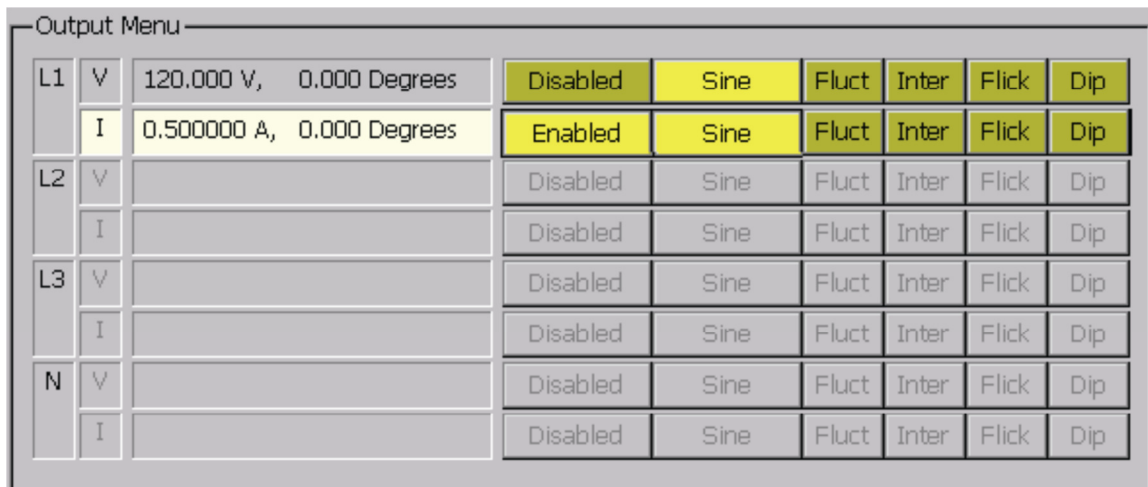 Output Menu
L1 V 120.000 V, 0.000 Degrees Disabled Sine Fluct Inter Flick Dip
I 0.500000 A, 0.000 Degrees Enabled Sine Fluct Inter Flick Dip
L2 V Disabled Sine Fluct Inter Flick Dip
I Disabled Sine Fluct Inter Flick Dip
L3 V Disabled Sine Fluct Inter Flick Dip
I Disabled Sine Fluct Inter Flick Dip
N V Disabled Sine Fluct Inter Flick Dip
I Disabled Sine Fluct Inter Flick Dip